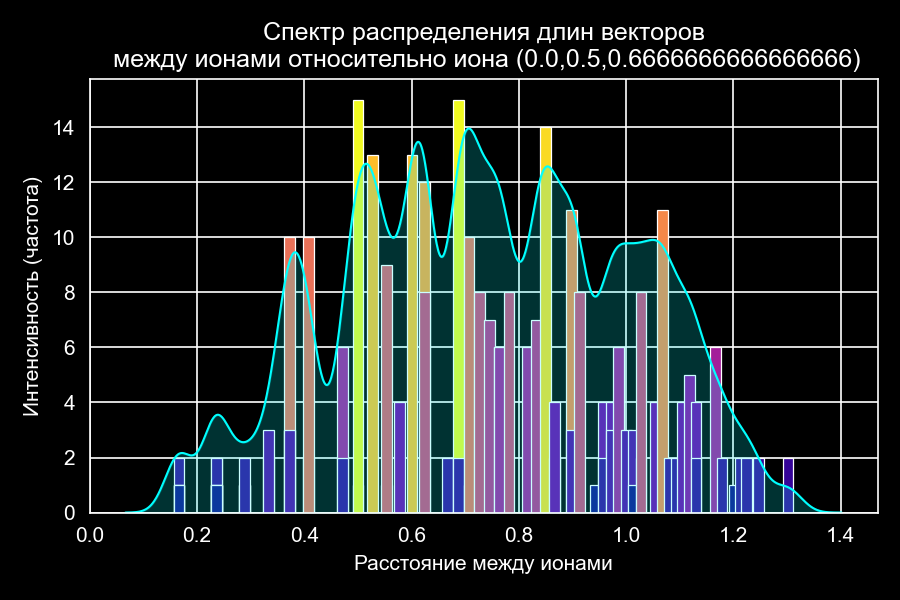 Спектр распределения длин векторов
между ионами относительно иона (0.0,0.5,0.6666666666666666)
Интенсивность (частота)
14
12
10
8
6
4
2
0
0.0 0.2 0.4 0.6 0.8 1.0 1.2 1.4
Расстояние между ионами